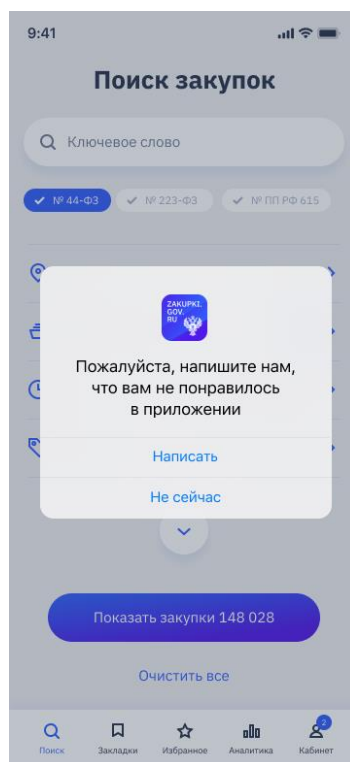 9:41
Поиск закупок
Ключевое слово
№ 44-ФЗ
№ 223-ФЗ
№ ПП РФ 615
ZAKUPKI.
GOV.
RU
Пожалуйста, напишите нам,
что вам не понравилось
в приложении
Написать
Не сейчас
Показать закупки 148 028
Очистить все
2
Поиск
Закладки
Избранное
Аналитика
Кабинет